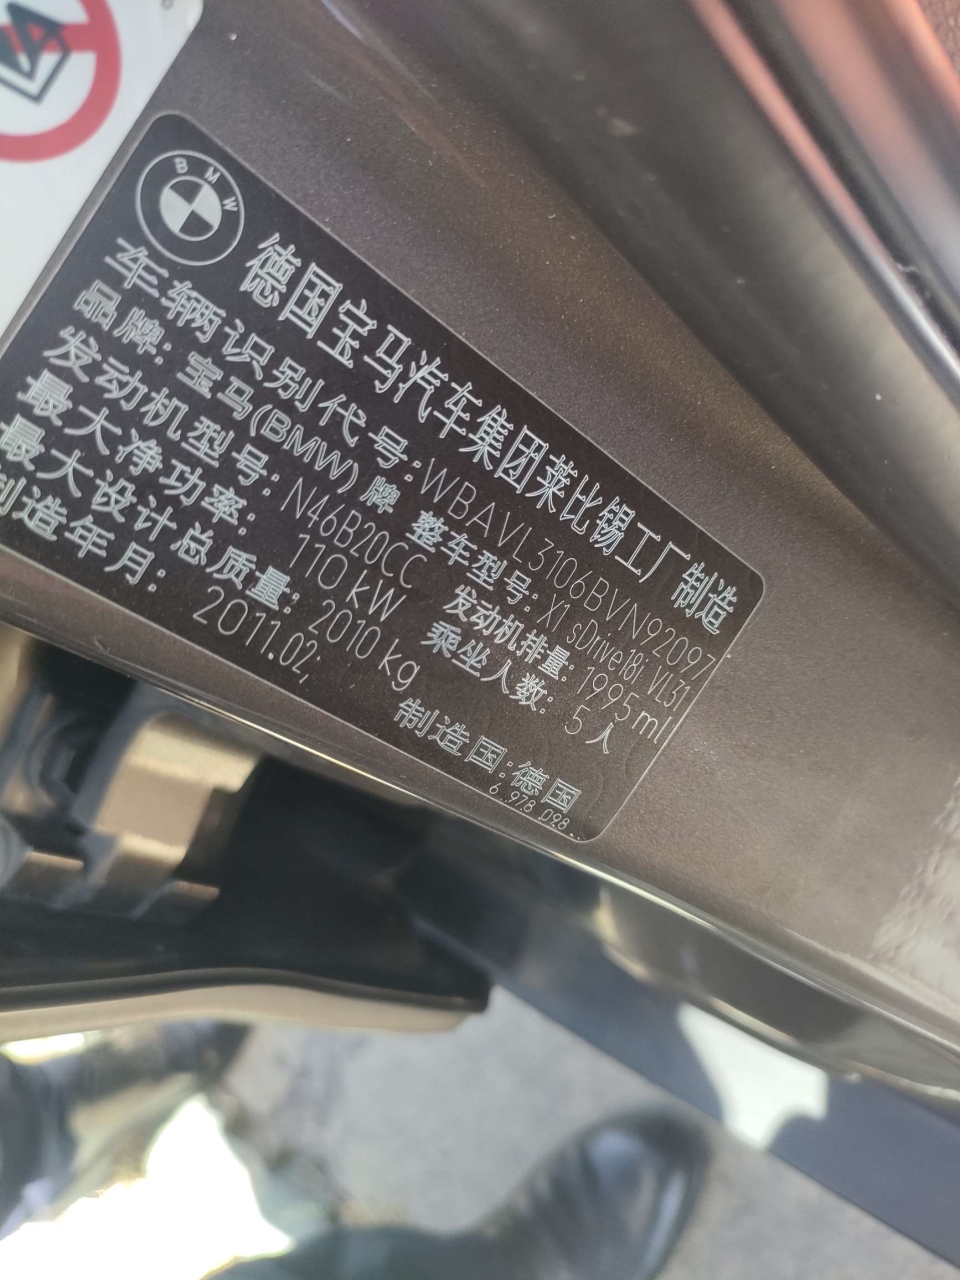 BMW
德国宝马汽车集团莱比锡工厂 制造
车辆识别代号:WBAVL3106BVN92097
品牌:宝马(BMW)牌 整车型号:X1 sDrive18i VL31
发动机型号:N46B20CC 发动机排量:1995ml
最大净功率: 110 kW 乘坐人数: 5人
最大设计总质量: 2010 kg
制造年月: 2011.02
制造国:德国
6 978 098